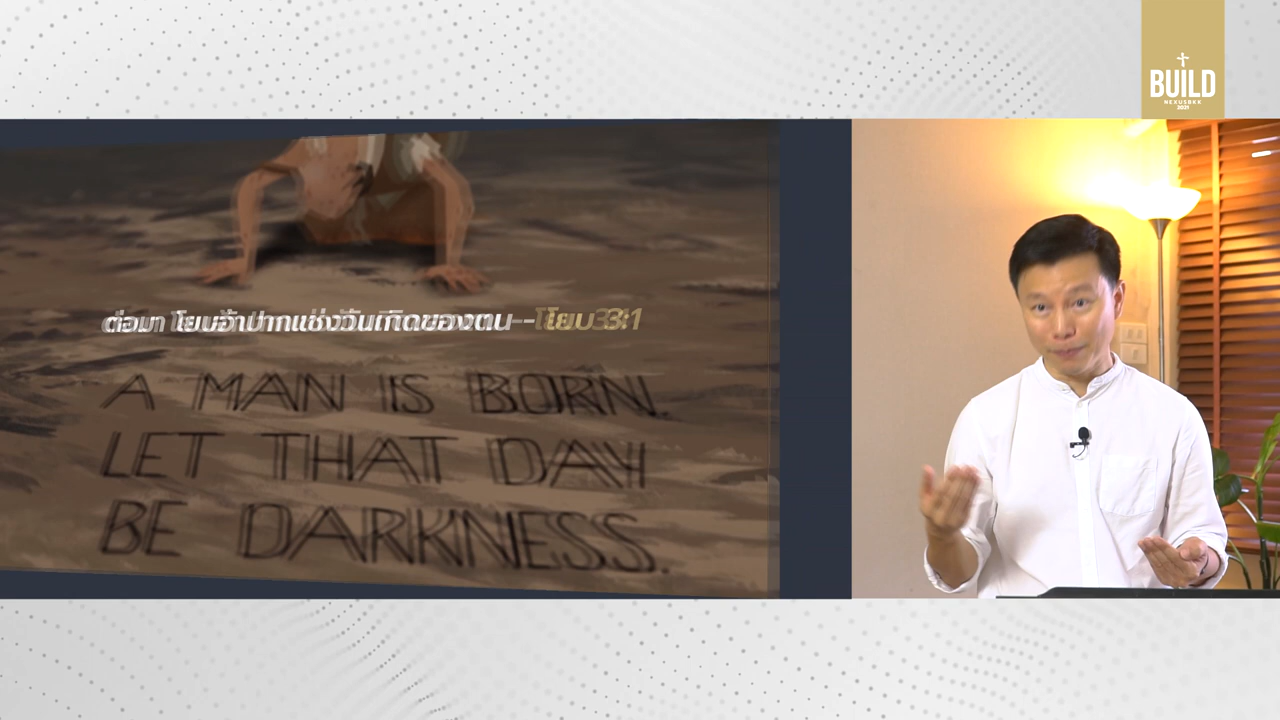 BUILD
NEXUSBKK
2021
ต่อมา โยบอ้าปากแช่งวันเกิดของตน -- โยบ 3:1
A MAN IS BORN.
LET THAT DAY
BE DARKNESS.